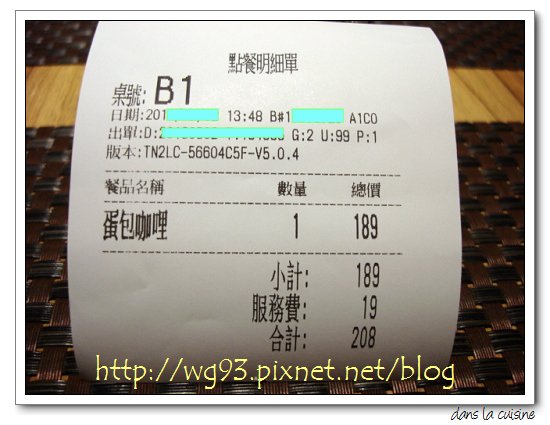 點餐明細單
桌號: B1
日期:201 13:48 B#1 A1C0
出單:D: G:2 U:99 P:1
版本:TN2LC-56604C5F-V5.0.4
餐品名稱 數量 總價
蛋包咖哩 1 189
小計: 189
服務費: 19
合計: 208
http://wg93.pixnet.net/blog
dans la cuisine